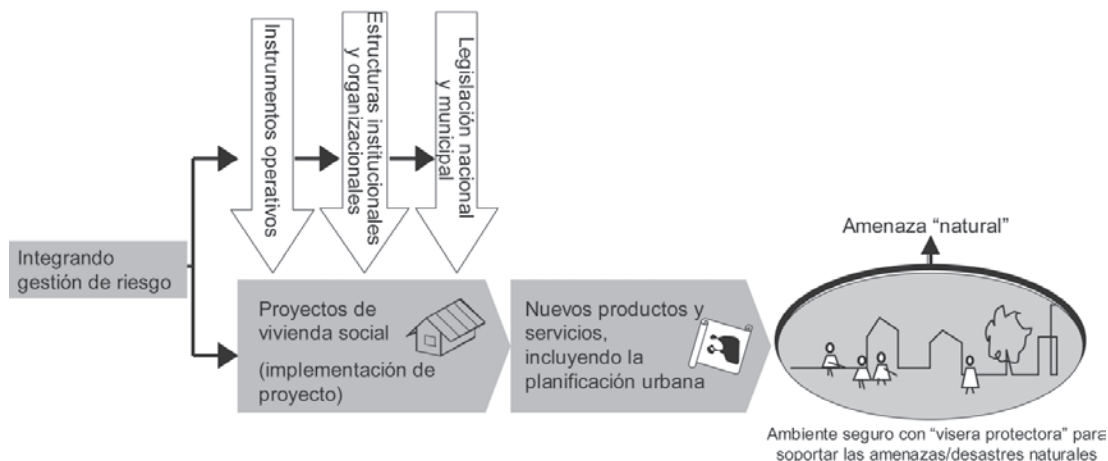 Instrumentos operativos
Estructuras institucionales
y organizacionales
Legislación nacional
y municipal
Integrando
gestión de riesgo
Proyectos de
vivienda social
(implementación de
proyecto)
Nuevos productos y
servicios,
incluyendo la
planificación urbana
Amenaza “natural”
Ambiente seguro con “visera protectora” para
soportar las amenazas/desastres naturales